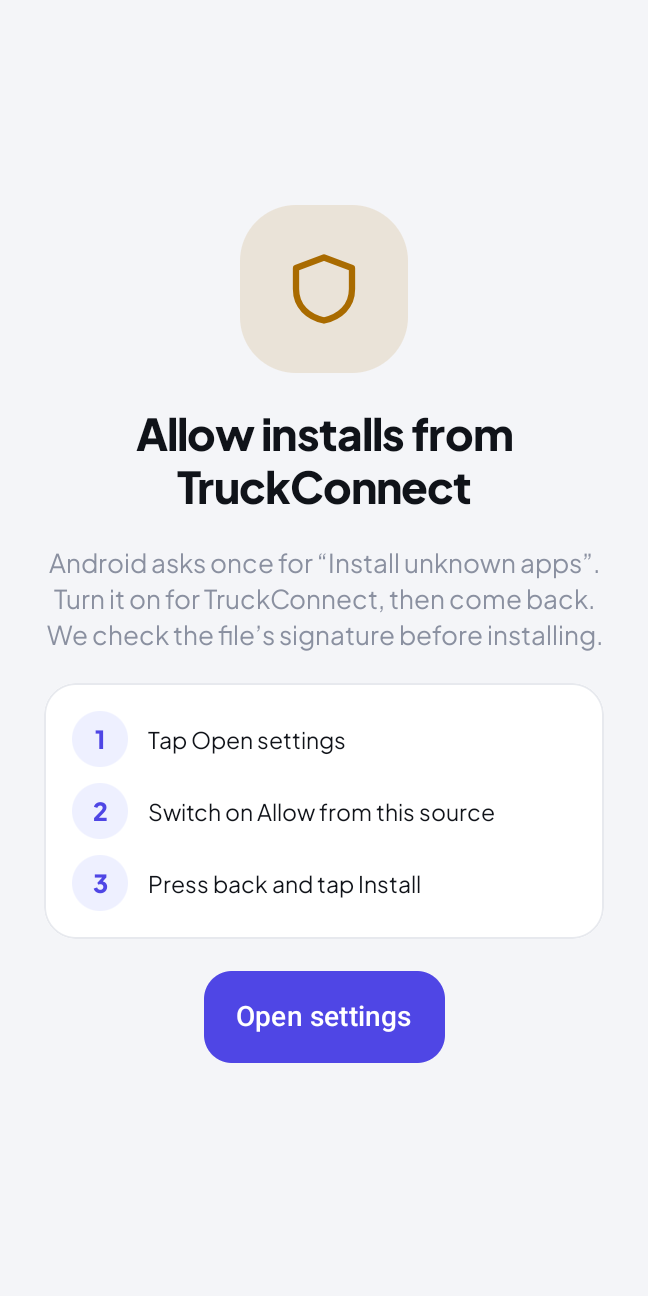 Allow installs from
TruckConnect
Android asks once for “Install unknown apps”.
Turn it on for TruckConnect, then come back.
We check the file’s signature before installing.
1 Tap Open settings
2 Switch on Allow from this source
3 Press back and tap Install
Open settings